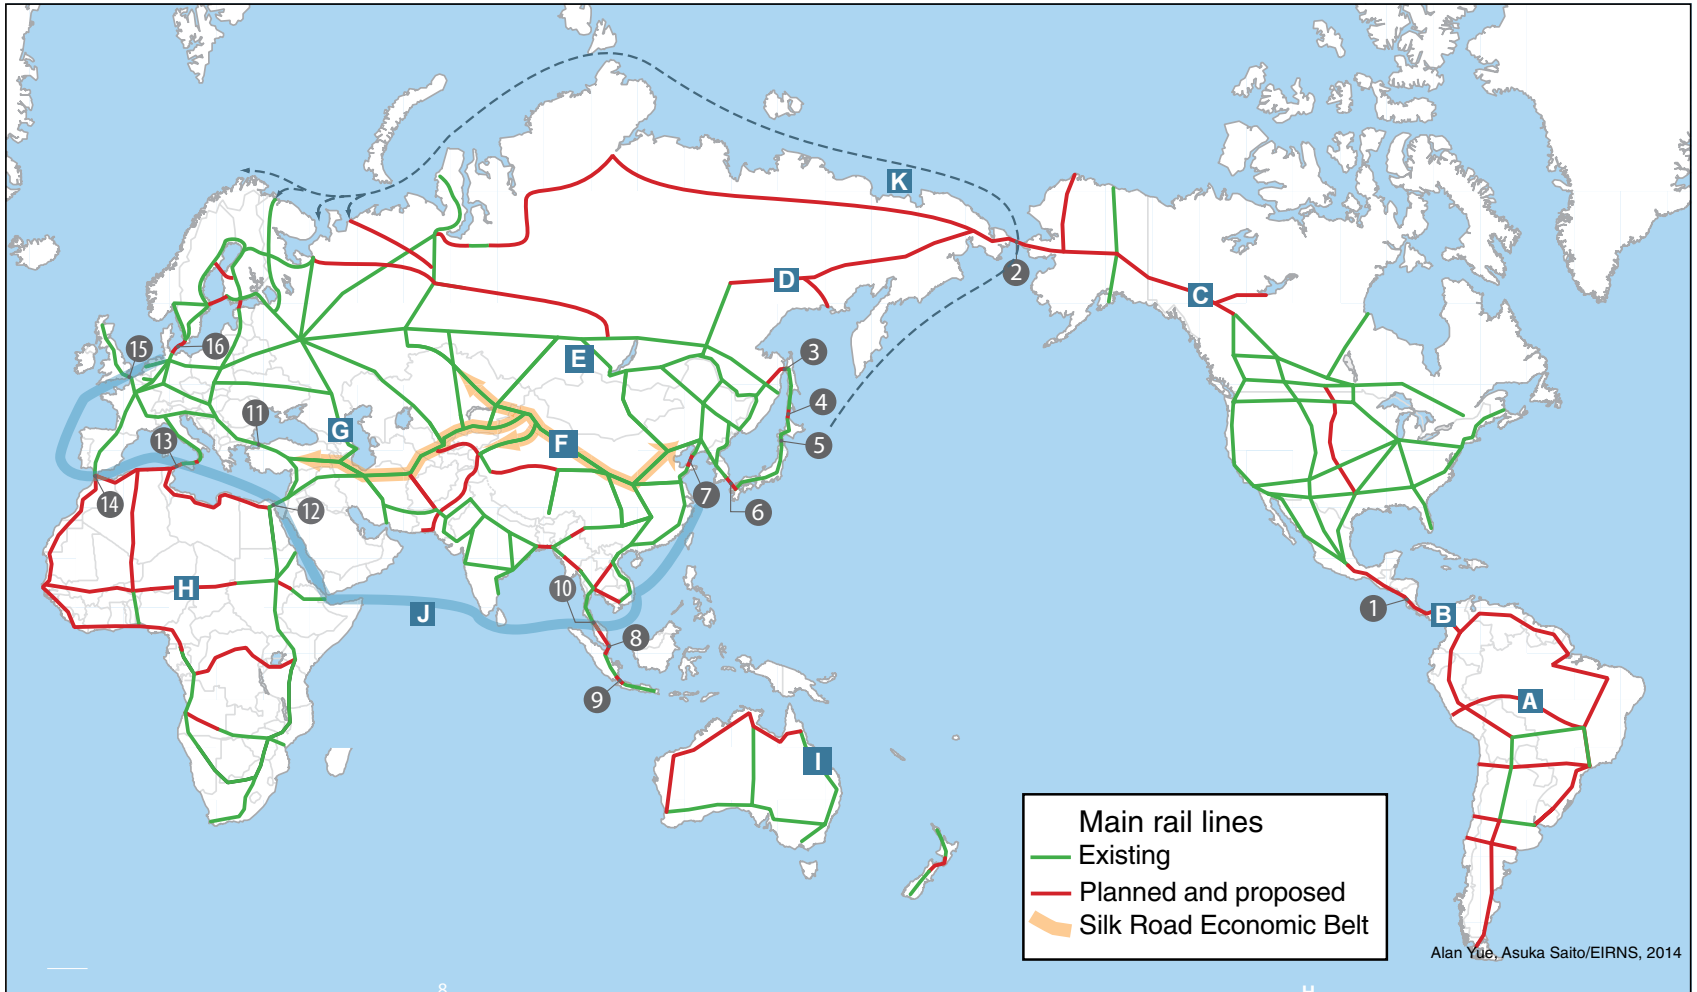 K
2
D
C
3
15
16
E
4
11
G
13
F
5
14
12
7
6
H
10
J
1
B
8
9
A
I
Main rail lines
Existing
Planned and proposed
Silk Road Economic Belt
Alan Yue, Asuka Saito/EIRNS, 2014